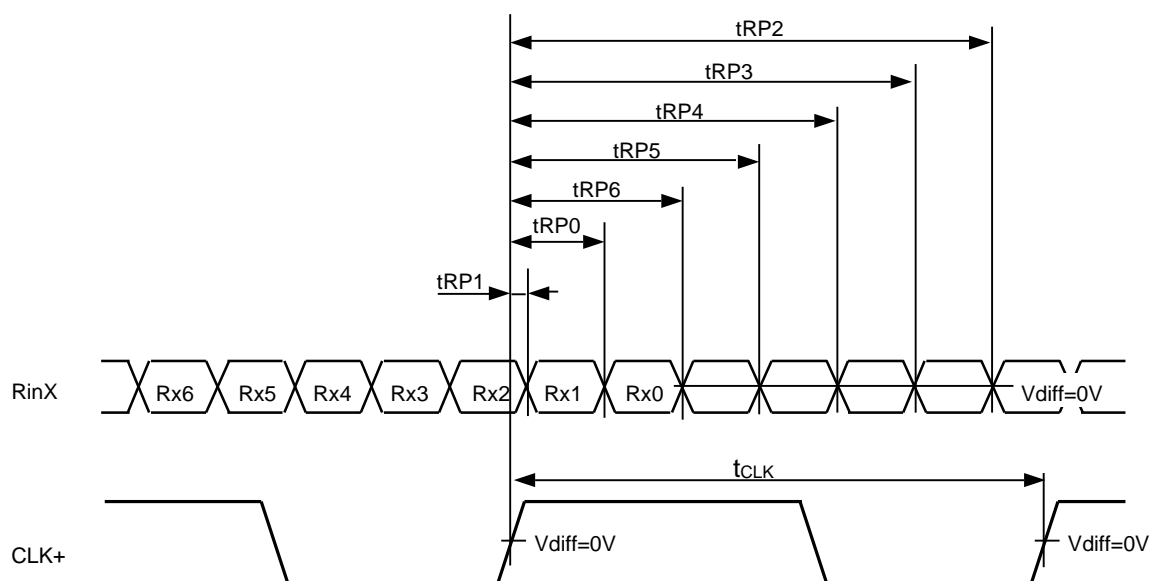 tRP2
tRP3
tRP4
tRP5
tRP6
tRP0
tRP1
RinX Rx6 Rx5 Rx4 Rx3 Rx2 Rx1 Rx0 Vdiff=0V
tCLK
CLK+ Vdiff=0V Vdiff=0V